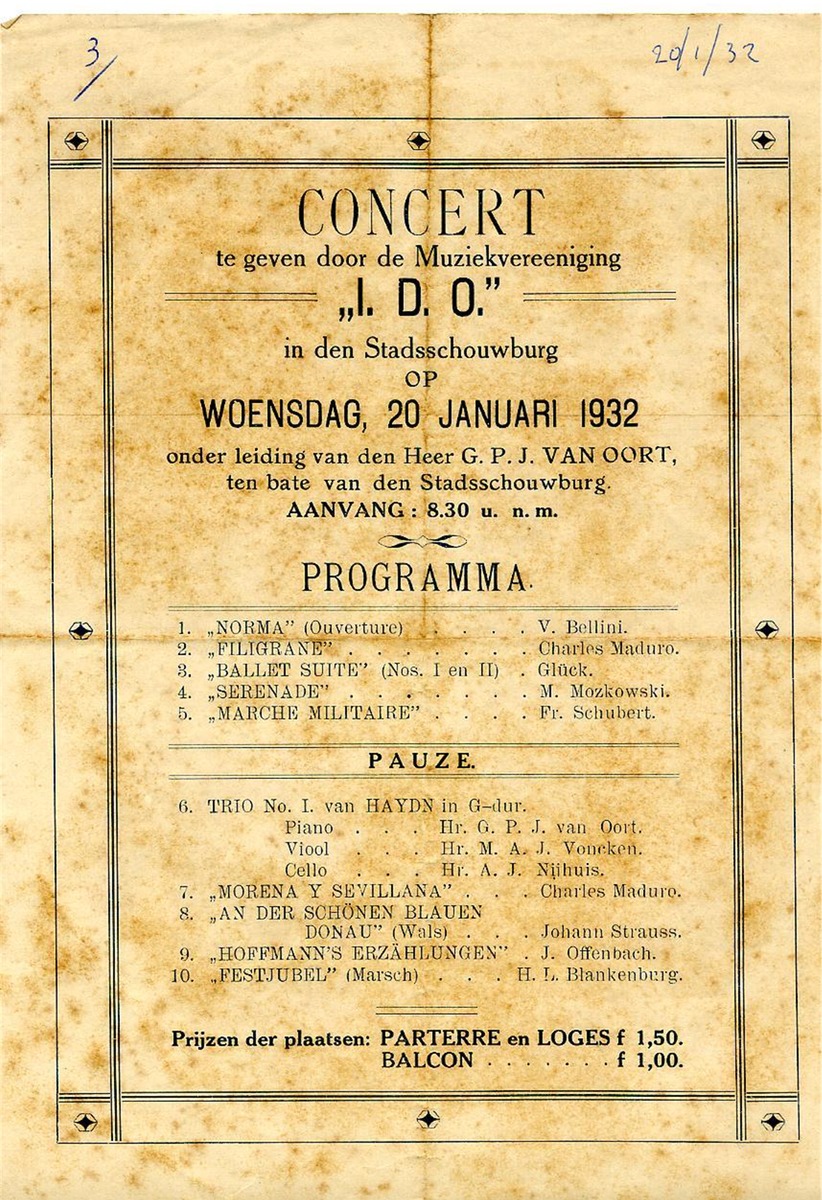 3/
20/1/32
CONCERT
te geven door de Muziekvereeniging
„I. D. O.”
in den Stadsschouwburg
OP
WOENSDAG, 20 JANUARI 1932
onder leiding van den Heer G. P. J. VAN OORT,
ten bate van den Stadsschouwburg.
AANVANG : 8.30 u. n. m.
PROGRAMMA.
1. „NORMA” (Ouverture) . . . . V. Bellini.
2. „FILIGRANE” . . . . . . . Charles Maduro.
3. „BALLET SUITE” (Nos. I en II) . Glück.
4. „SERENADE” . . . . . . . M. Mozkowski.
5. „MARCHE MILITAIRE” . . . . Fr. Schubert.
PAUZE.
6. TRIO No. I. van HAYDN in G-dur.
Piano . . . Hr. G. P. J. van Oort.
Viool . . . Hr. M. A. J. Voncken.
Cello . . . Hr. A. J. Nijhuis.
7. „MORENA Y SEVILLANA” . . . Charles Maduro.
8. „AN DER SCHÖNEN BLAUEN
DONAU” (Wals) . . . Johann Strauss.
9. „HOFFMANN'S ERZÄHLUNGEN” . J. Offenbach.
10. „FESTJUBEL” (Marsch) . . . H. L. Blankenburg.
Prijzen der plaatsen: PARTERRE en LOGES f 1,50.
BALCON . . . . . . . f 1,00.